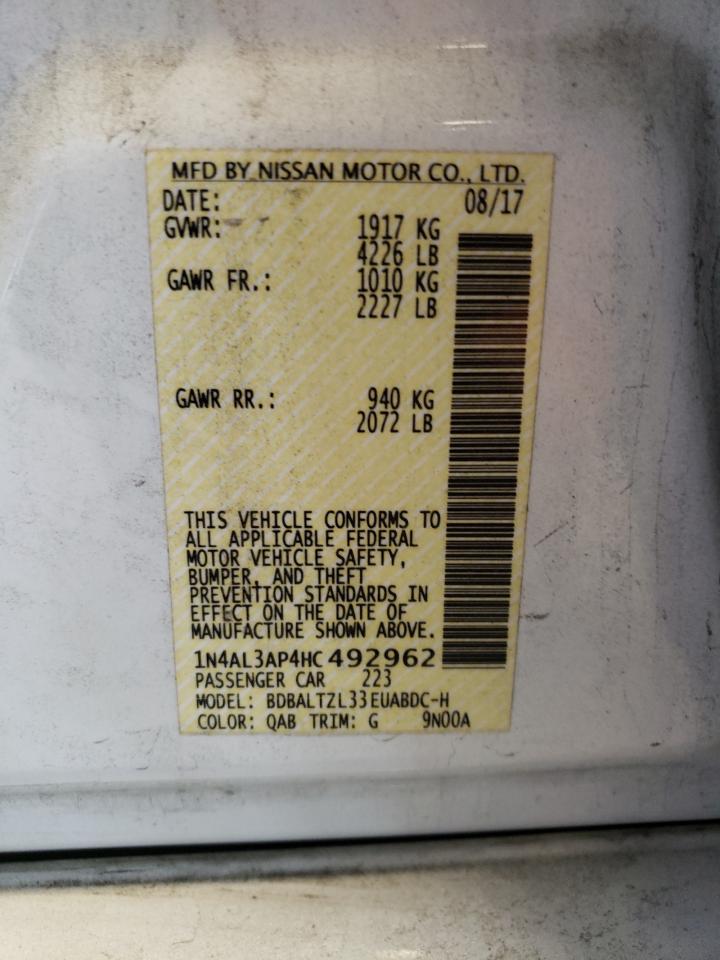 MFD BY NISSAN MOTOR CO., LTD.
DATE: 08/17
GVWR: 1917 KG
4226 LB
GAWR FR.: 1010 KG
2227 LB
GAWR RR.: 940 KG
2072 LB
THIS VEHICLE CONFORMS TO
ALL APPLICABLE FEDERAL
MOTOR VEHICLE SAFETY,
BUMPER, AND THEFT
PREVENTION STANDARDS IN
EFFECT ON THE DATE OF
MANUFACTURE SHOWN ABOVE.
1N4AL3AP4HC492962
PASSENGER CAR 223
MODEL: BDBALTZL33EUABDC-H
COLOR: QAB TRIM: G 9N00A